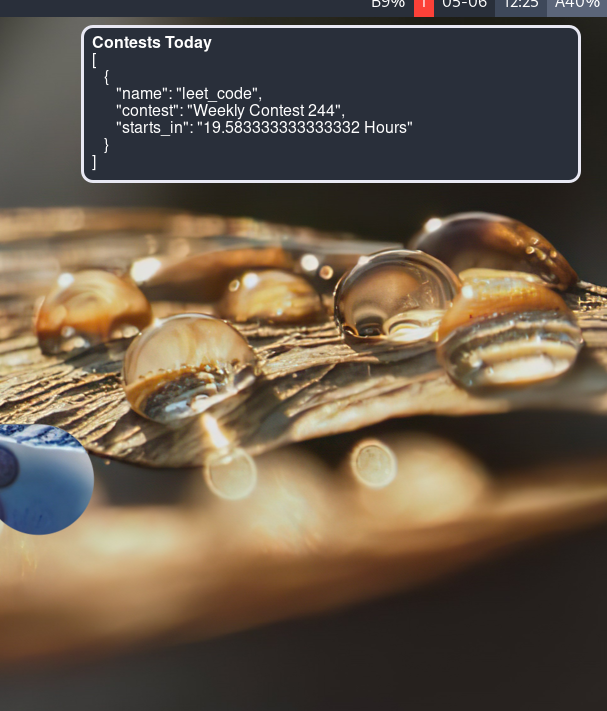 B9% 1 05-06 12:25 A40%
Contests Today
[
{
"name": "leet_code",
"contest": "Weekly Contest 244",
"starts_in": "19.583333333333332 Hours"
}
]